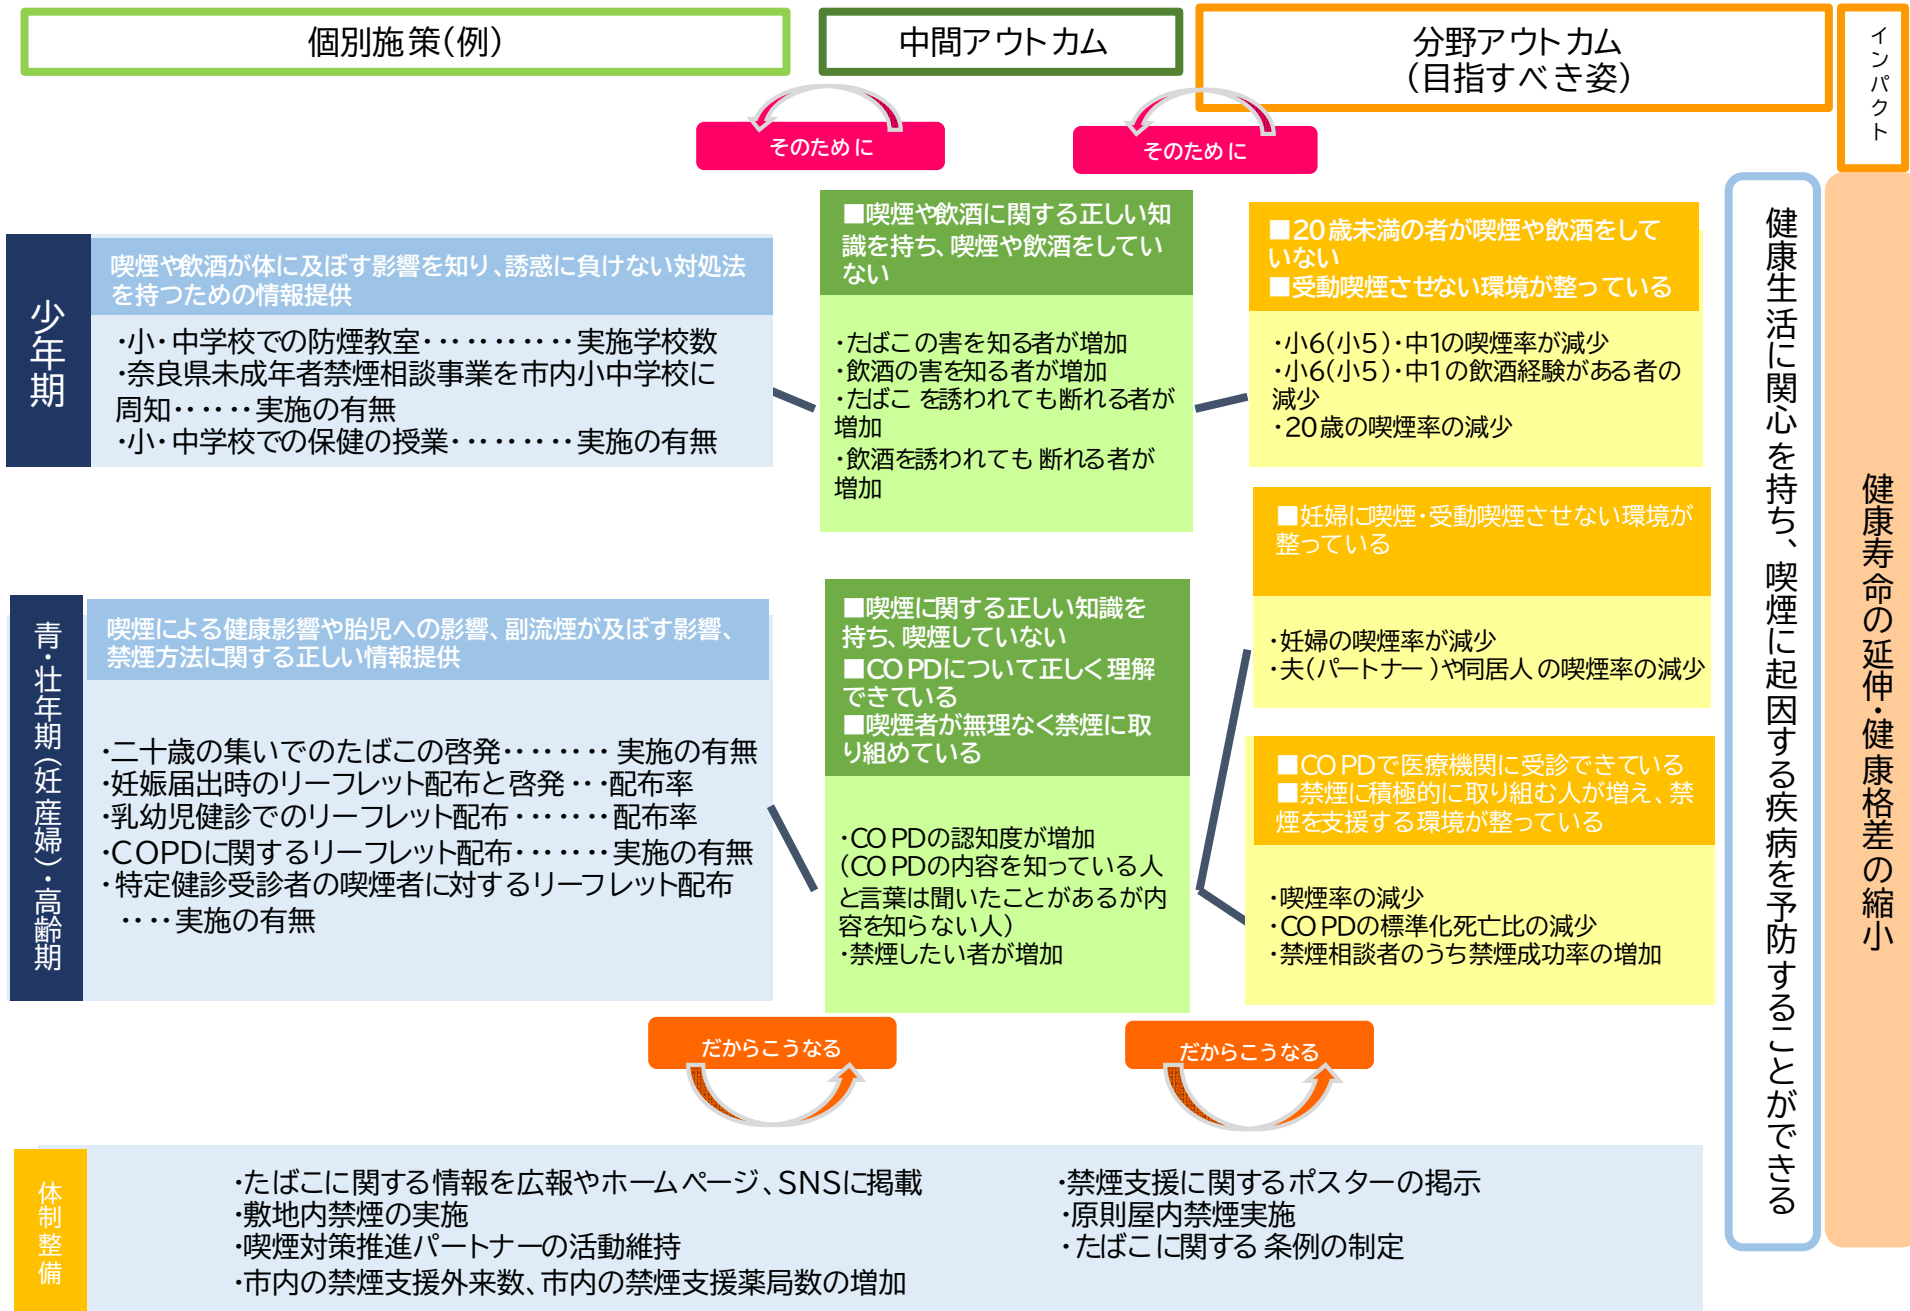 個別施策(例)
中間アウトカム
分野アウトカム
(目指すべき姿)
インパクト
そのために
そのために
少年期
喫煙や飲酒が体に及ぼす影響を知り、誘惑に負けない対処法
を持つための情報提供
・小・中学校での防煙教室・・・・・・・・・・・実施学校数
・奈良県未成年者禁煙相談事業を市内小中学校に
周知・・・・・・実施の有無
・小・中学校での保健の授業・・・・・・・・・実施の有無
■喫煙や飲酒に関する正しい知
識を持ち、喫煙や飲酒をしてい
ない
・たばこの害を知る者が増加
・飲酒の害を知る者が増加
・たばこ を誘われても断れる者が
増加
・飲酒を誘われても 断れる者が
増加
■20歳未満の者が喫煙や飲酒をして
いない
■受動喫煙させない環境が整っている
・小6(小5)・中1の喫煙率が減少
・小6(小5)・中1の飲酒経験がある者の
減少
・20歳の喫煙率の減少
青・壮年期(妊産婦)・高齢期
喫煙による健康影響や胎児への影響、副流煙が及ぼす影響、
禁煙方法に関する正しい情報提供
・二十歳の集いでのたばこの啓発・・・・・・・・ 実施の有無
・妊娠届出時のリーフレット配布と啓発 ・・・配布率
・乳幼児健診でのリーフレット配布 ・・・・・・・ 配布率
・COPDに関するリーフレット配布・・・・・・・ 実施の有無
・特定健診受診者の喫煙者に対するリーフレット配布
・・・・実施の有無
■喫煙に関する正しい知識を
持ち、喫煙していない
■COPDについて正しく理解
できている
■喫煙者が無理なく禁煙に取
り組めている
・COPDの認知度が増加
(COPDの内容を知っている人
と言葉は聞いたことがあるが内
容を知らない人)
・禁煙したい者が増加
■妊婦に喫煙・受動喫煙させない環境が
整っている
・妊婦の喫煙率が減少
・夫(パートナー)や同居人の喫煙率の減少
■COPDで医療機関に受診できている
■禁煙に積極的に取り組む人が増え、禁
煙を支援する環境が整っている
・喫煙率の減少
・COPDの標準化死亡比の減少
・禁煙相談者のうち禁煙成功率の増加
健康生活に関心を持ち、喫煙に起因する疾病を予防することができる
健康寿命の延伸・健康格差の縮小
だからこうなる
だからこうなる
体制整備
・たばこに関する情報を広報やホームページ、SNSに掲載
・敷地内禁煙の実施
・喫煙対策推進パートナーの活動維持
・市内の禁煙支援外来数、市内の禁煙支援薬局数の増加
・禁煙支援に関するポスターの掲示
・原則屋内禁煙実施
・たばこに関する 条例の制定